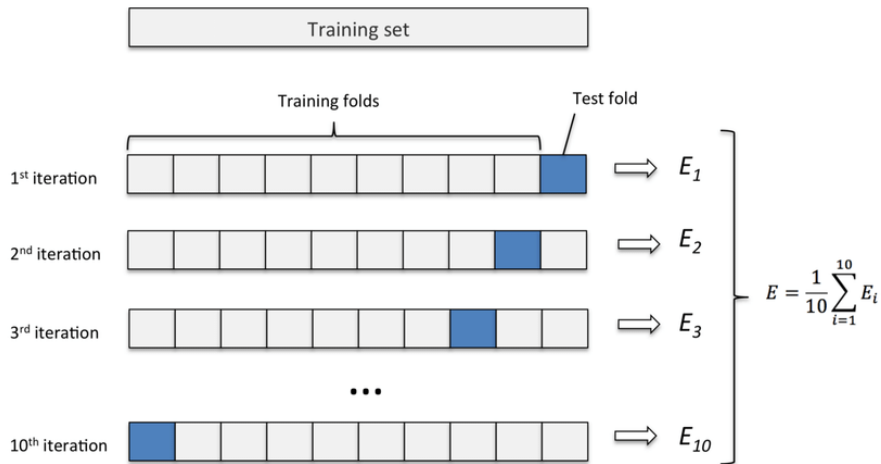 Training set
Training folds
Test fold
1st iteration
E1
2nd iteration
E2
3rd iteration
E3
E = 1/10 ∑_{i=1}^{10} Ei
...
10th iteration
E10